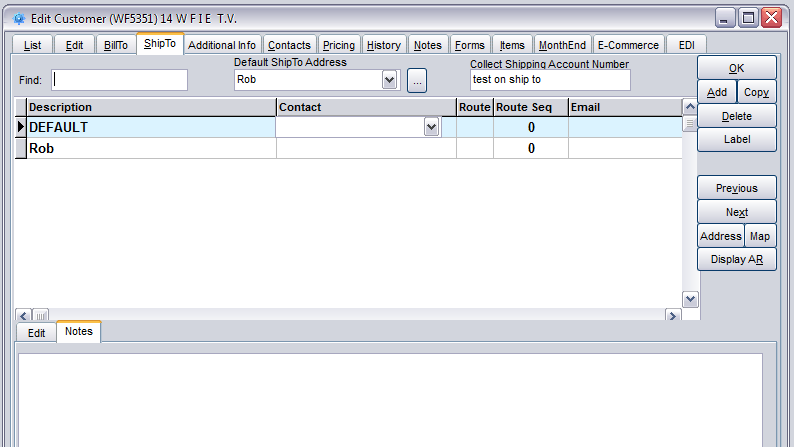 Edit Customer (WF5351) 14 W F I E T.V.
List Edit BillTo ShipTo Additional Info Contacts Pricing History Notes Forms Items MonthEnd E-Commerce EDI
Default ShipTo Address Collect Shipping Account Number
Find: Rob ... test on ship to
OK
Add Copy
Delete
Label
Description Contact Route Route Seq Email
DEFAULT 0
Rob 0
Previous
Next
Address Map
Display AR
Edit Notes